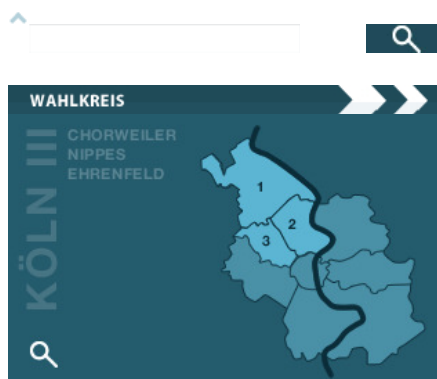 WAHLKREIS
KÖLN III
CHORWEILER
NIPPES
EHRENFELD
1
2
3